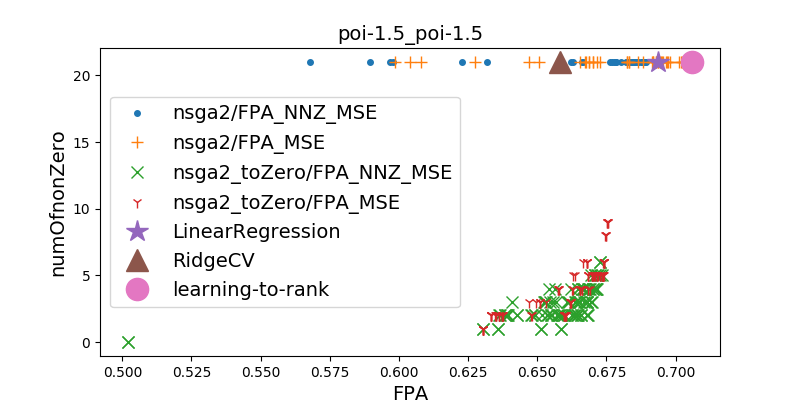 poi-1.5_poi-1.5
numOfnonZero
20
15
10
5
0
nsga2/FPA_NNZ_MSE
nsga2/FPA_MSE
nsga2_toZero/FPA_NNZ_MSE
nsga2_toZero/FPA_MSE
LinearRegression
RidgeCV
learning-to-rank
0.500 0.525 0.550 0.575 0.600 0.625 0.650 0.675 0.700
FPA